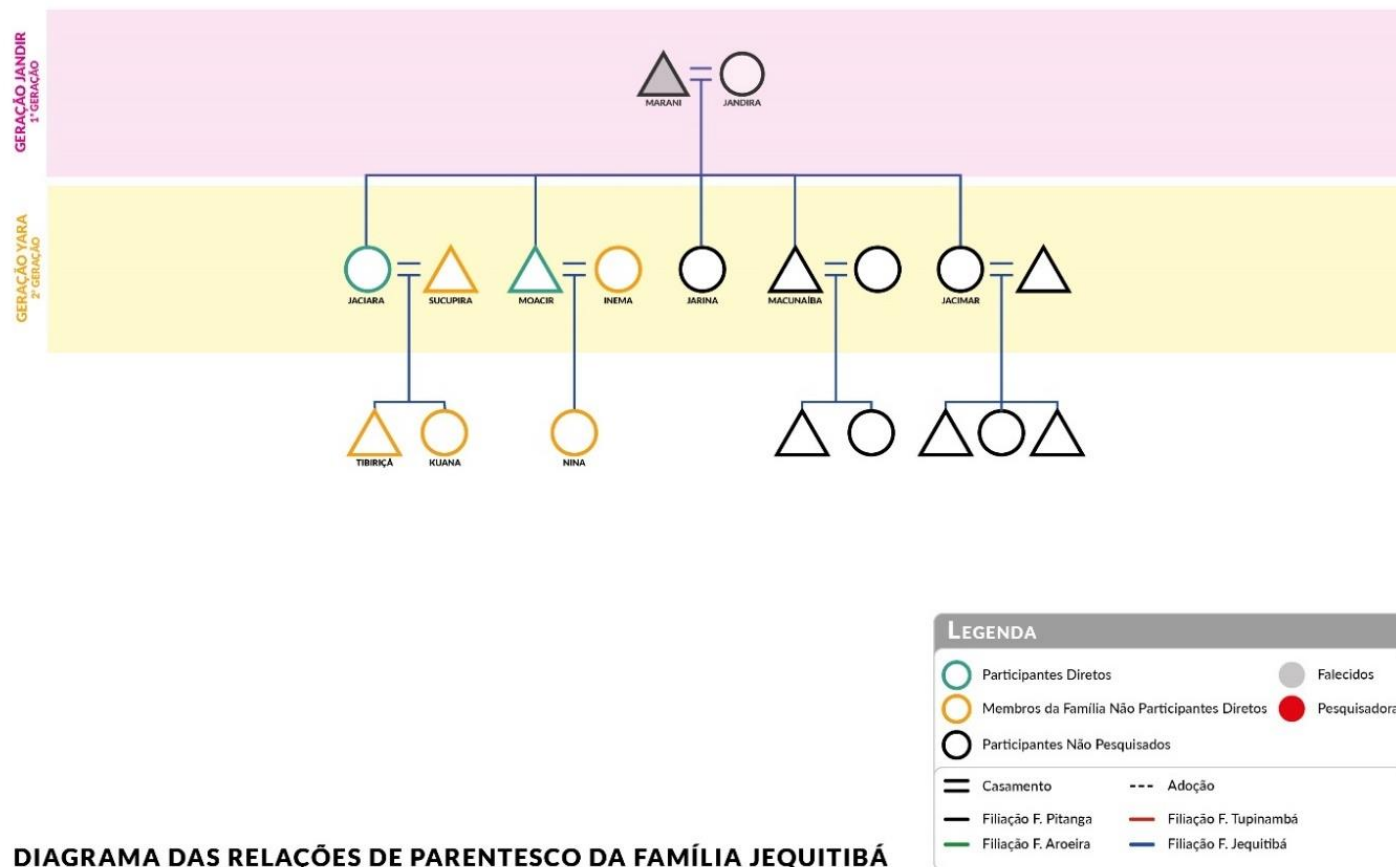 GERAÇÃO JANDIR
1ª GERAÇÃO
MARANI
JANDIRA
GERAÇÃO YARA
2ª GERAÇÃO
JACIARA
SUCUPIRA
MOACIR
INEMA
JARINA
MACUNAÍBA
JACIMAR
TIBIRIÇÁ
KUANA
NINA
LEGENDA
Participantes Diretos
Falecidos
Membros da Família Não Participantes Diretos
Pesquisadora
Participantes Não Pesquisados
Casamento
Adoção
Filiação F. Pitanga
Filiação F. Tupinambá
Filiação F. Aroeira
Filiação F. Jequitibá
DIAGRAMA DAS RELAÇÕES DE PARENTESCO DA FAMÍLIA JEQUITIBÁ